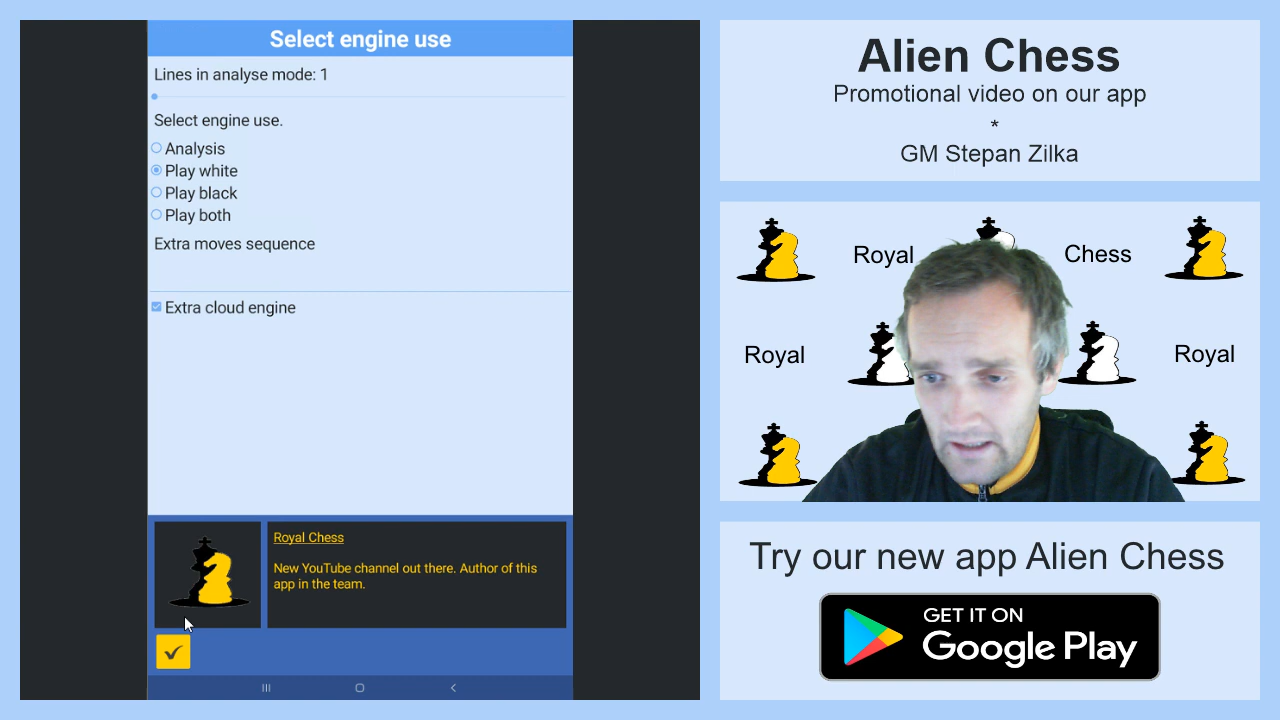 Select engine use
Lines in analyse mode: 1
Select engine use.
Analysis
Play white
Play black
Play both
Extra moves sequence
Extra cloud engine
Royal Chess
New YouTube channel out there. Author of this
app in the team.
Alien Chess
Promotional video on our app
*
GM Stepan Zilka
Royal
Chess
Royal
Royal
Try our new app Alien Chess
GET IT ON
Google Play